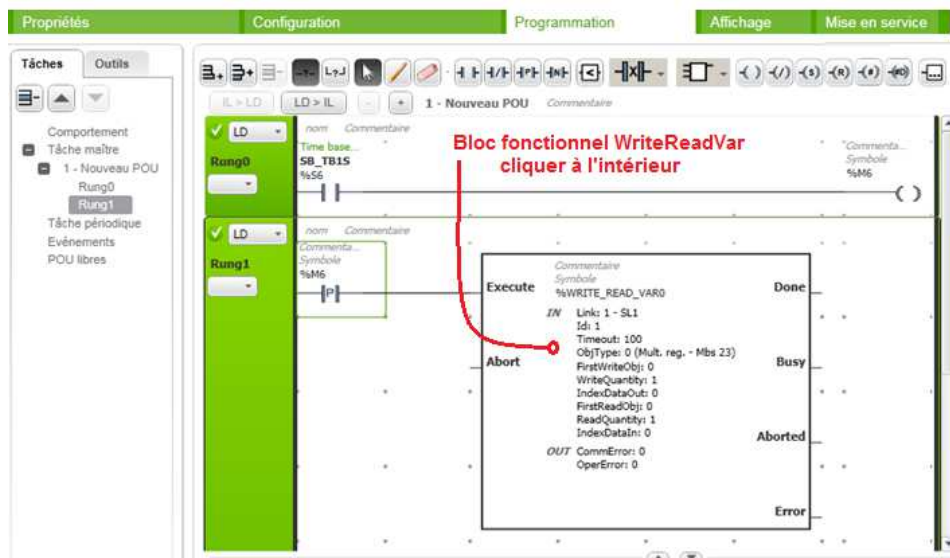 Propriétés Configuration Programmation Affichage Mise en service
Tâches Outils
IL > LD LD > IL - + 1 - Nouveau POU Commentaire
Comportement
Tâche maître
1 - Nouveau POU
Rung0
Rung1
Tâche périodique
Evénements
POU libres
LD
nom Commentaire
Rung0
Time base...
SB_TB1S
%S6
Bloc fonctionnel WriteReadVar
cliquer à l'intérieur
Commenta...
Symbole
%M6
LD
nom Commentaire
Rung1
Commenta...
Symbole
%M6
P
Commentaire
Symbole
Execute %WRITE_READ_VAR0 Done
IN Link: 1 - SL1
Id: 1
Timeout: 100
ObjType: 0 (Mult. reg. - Mbs 23)
Abort FirstWriteObj: 0 Busy
WriteQuantity: 1
IndexDataOut: 0
FirstReadObj: 0
ReadQuantity: 1
IndexDataIn: 0 Aborted
OUT CommError: 0
OperError: 0
Error